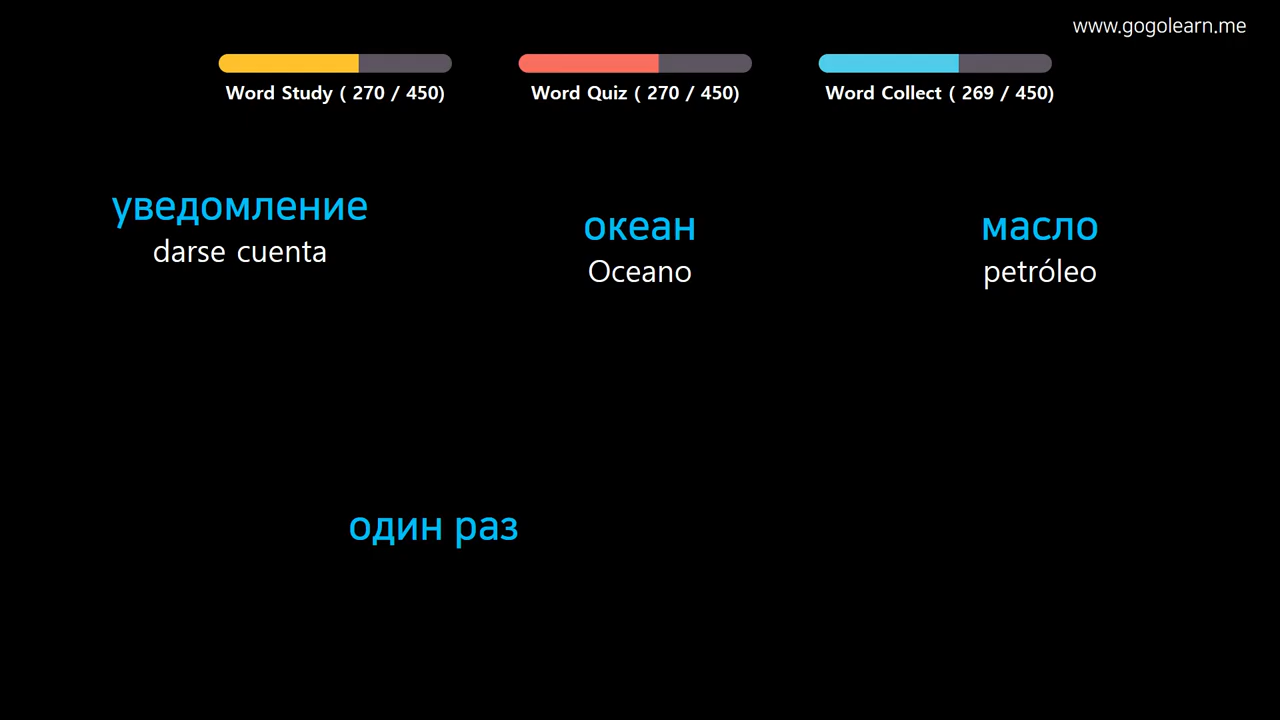 www.gogolearn.me
Word Study ( 270 / 450)
Word Quiz ( 270 / 450)
Word Collect ( 269 / 450)
уведомление
darse cuenta
океан
Oceano
масло
petróleo
один раз